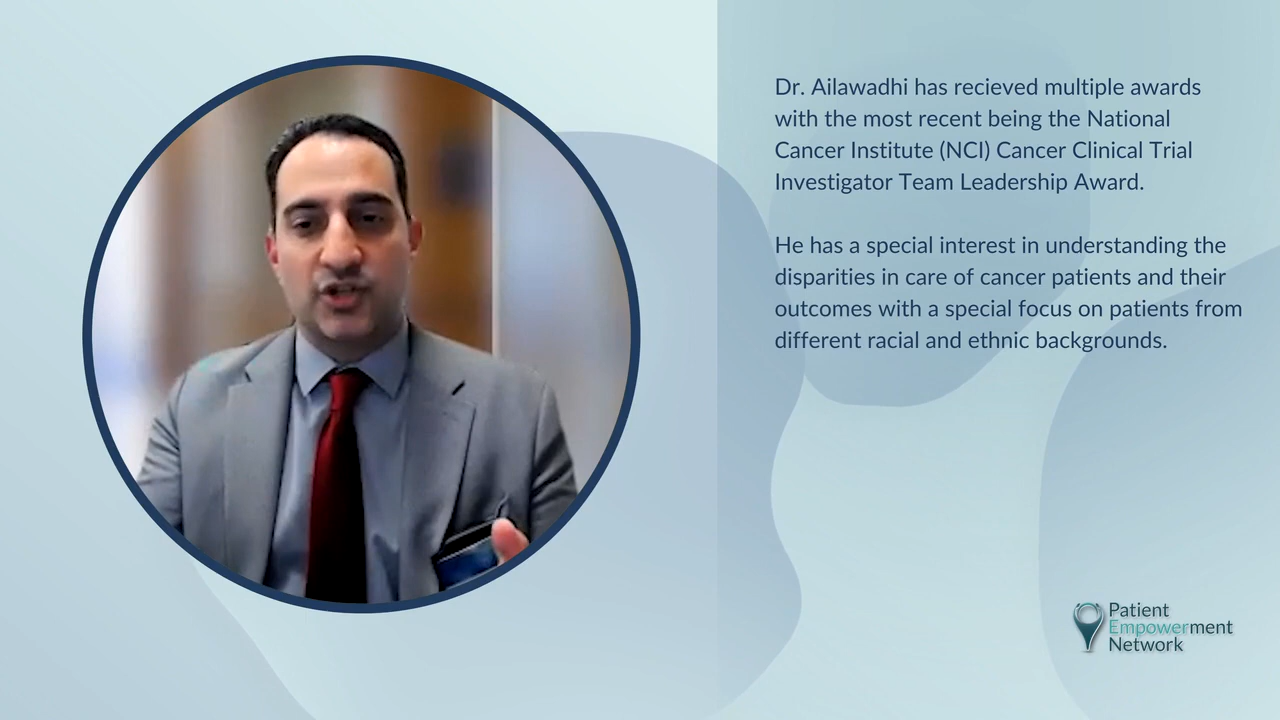 Dr. Ailawadhi has recieved multiple awards
with the most recent being the National
Cancer Institute (NCI) Cancer Clinical Trial
Investigator Team Leadership Award.
He has a special interest in understanding the
disparities in care of cancer patients and their
outcomes with a special focus on patients from
different racial and ethnic backgrounds.
Patient
Empowerment
Network